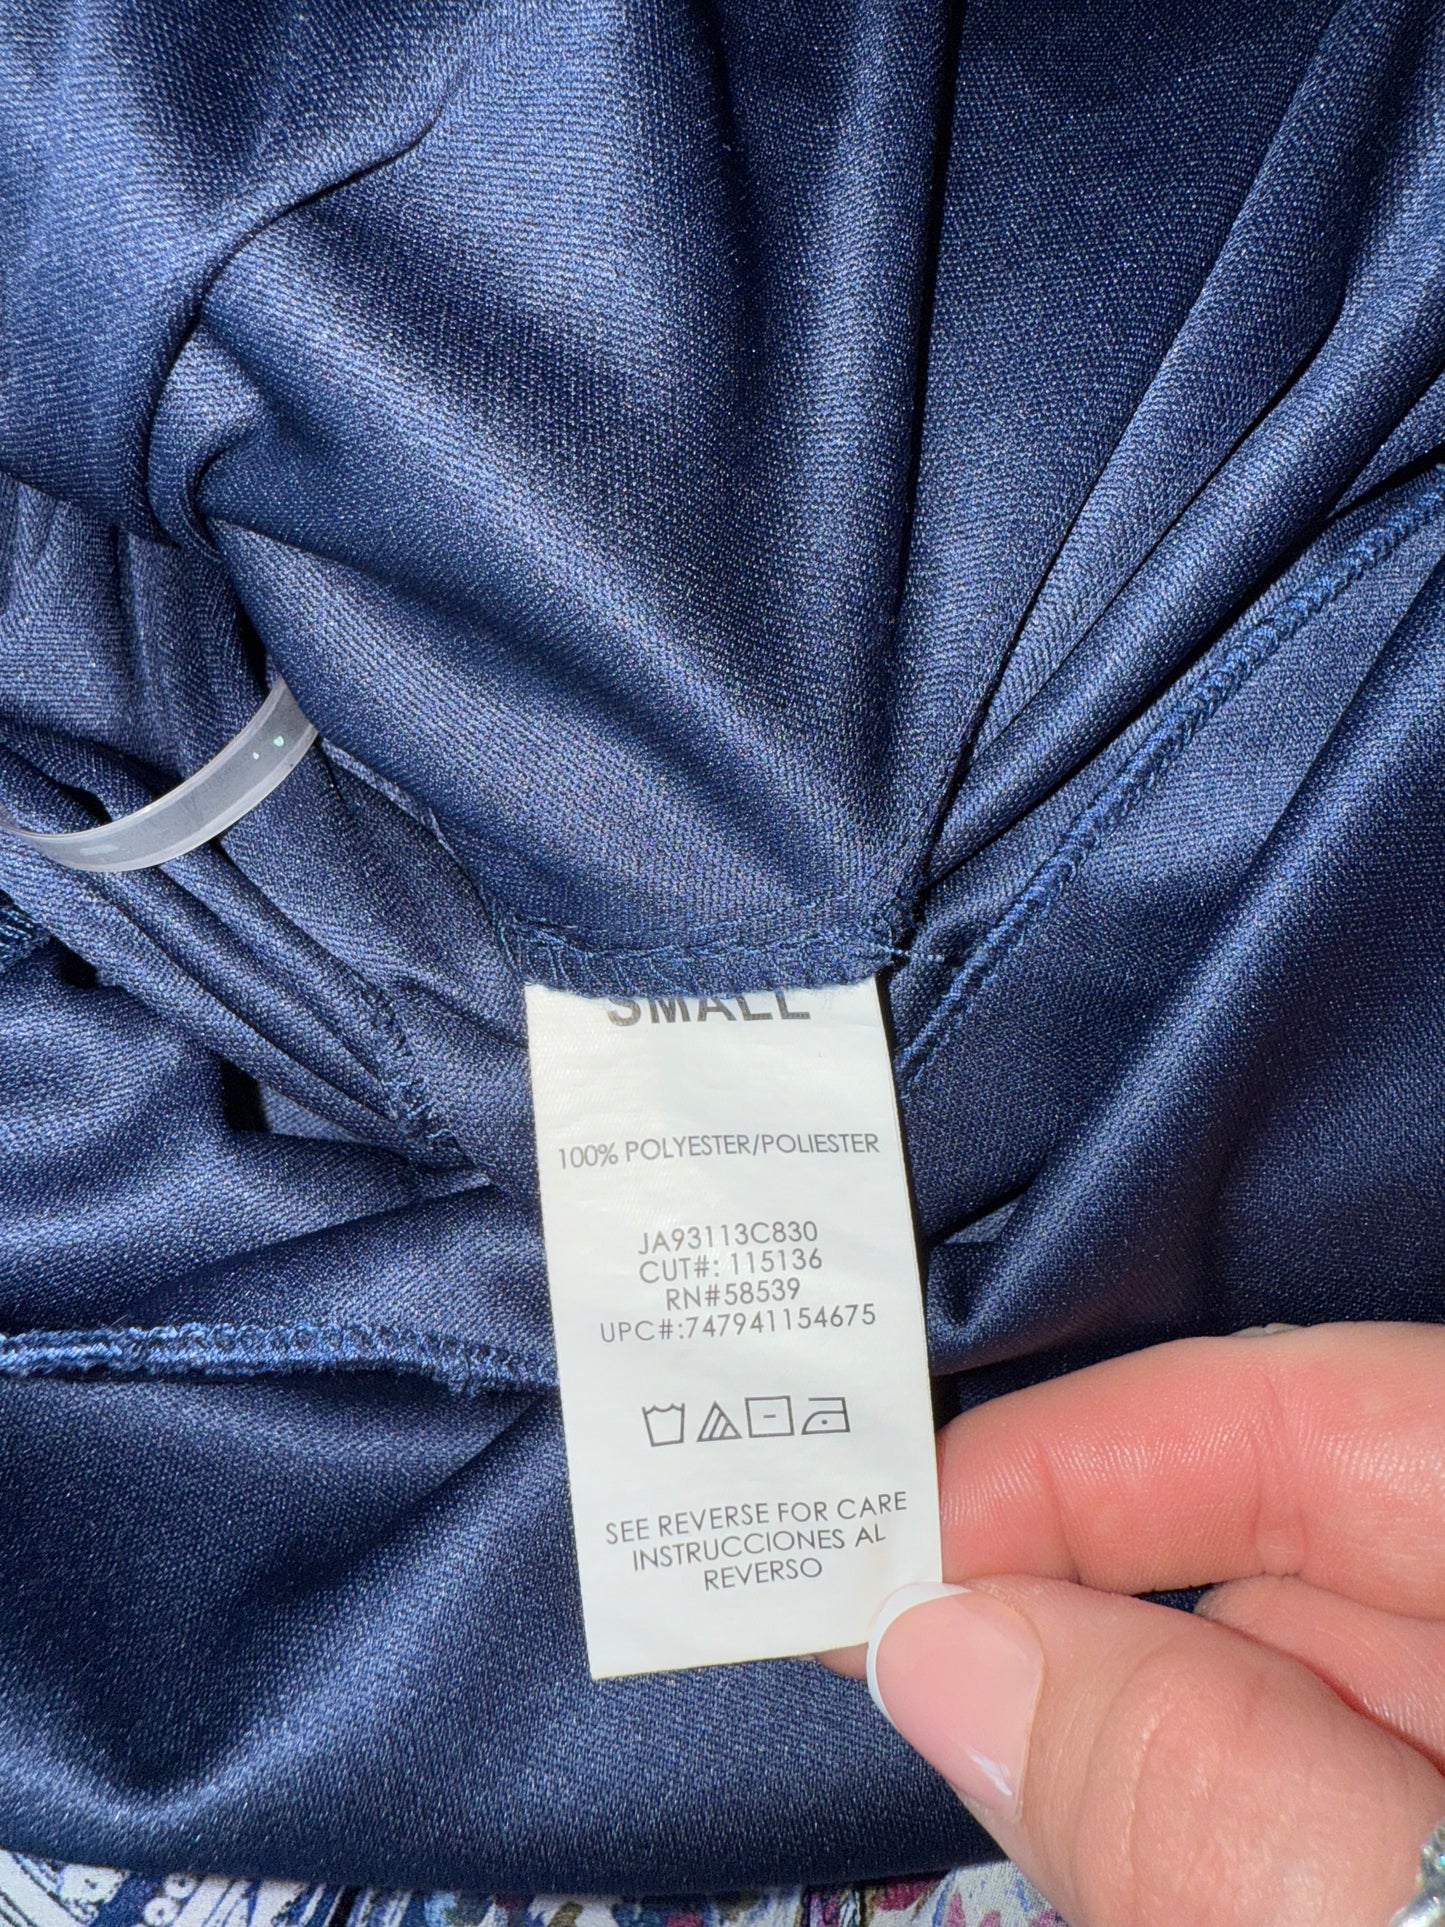 SMALL
100% POLYESTER/POLIESTER
JA93113C830
CUT#: 115136
RN#58539
UPC#:747941154675
SEE REVERSE FOR CARE
INSTRUCCIONES AL
REVERSO